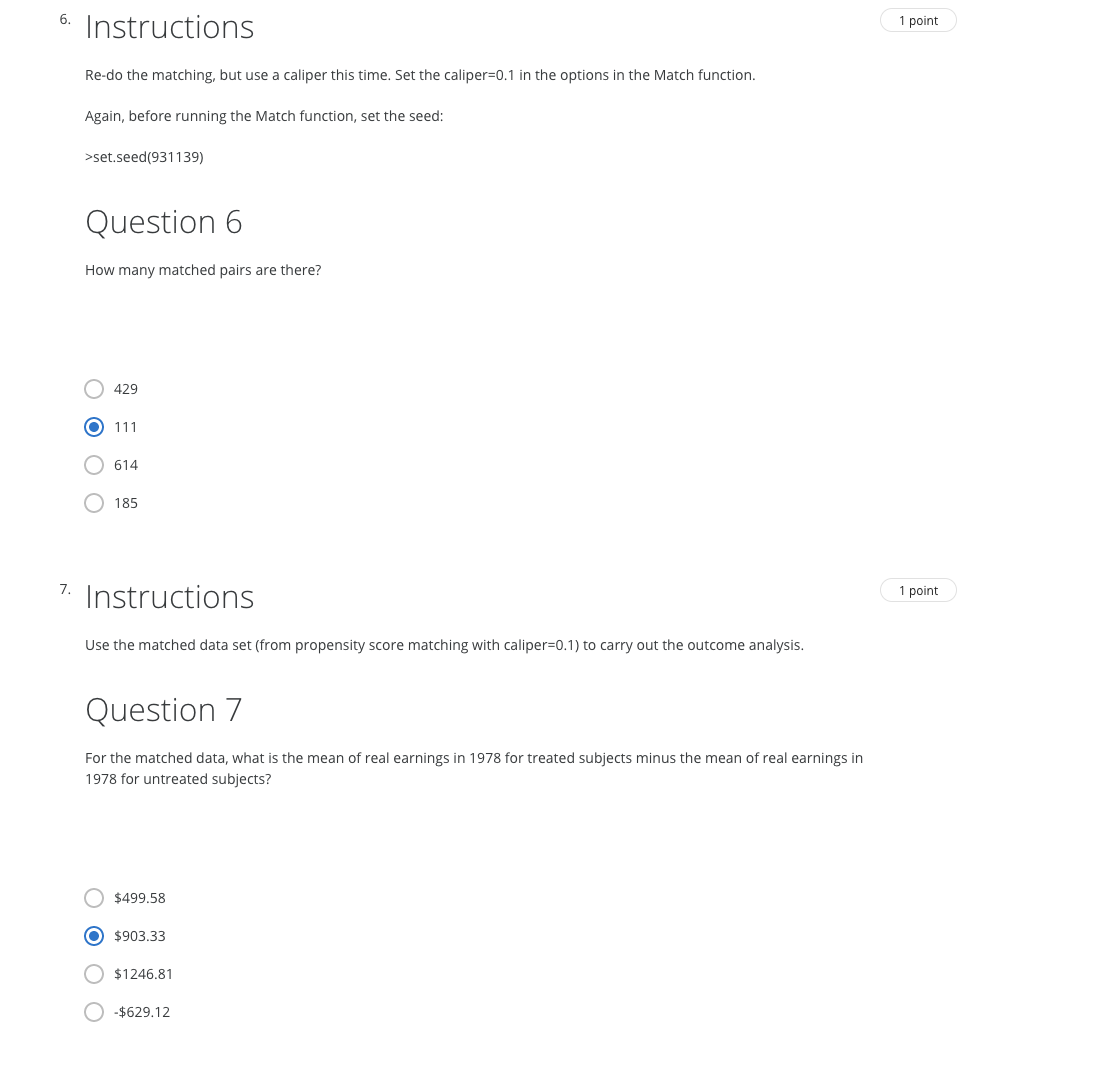 6.
Instructions
1 point
Re-do the matching, but use a caliper this time. Set the caliper=0.1 in the options in the Match function.
Again, before running the Match function, set the seed:
>set.seed(931139)
Question 6
How many matched pairs are there?
429
111
614
185
7.
Instructions
1 point
Use the matched data set (from propensity score matching with caliper=0.1) to carry out the outcome analysis.
Question 7
For the matched data, what is the mean of real earnings in 1978 for treated subjects minus the mean of real earnings in
1978 for untreated subjects?
$499.58
$903.33
$1246.81
-$629.12